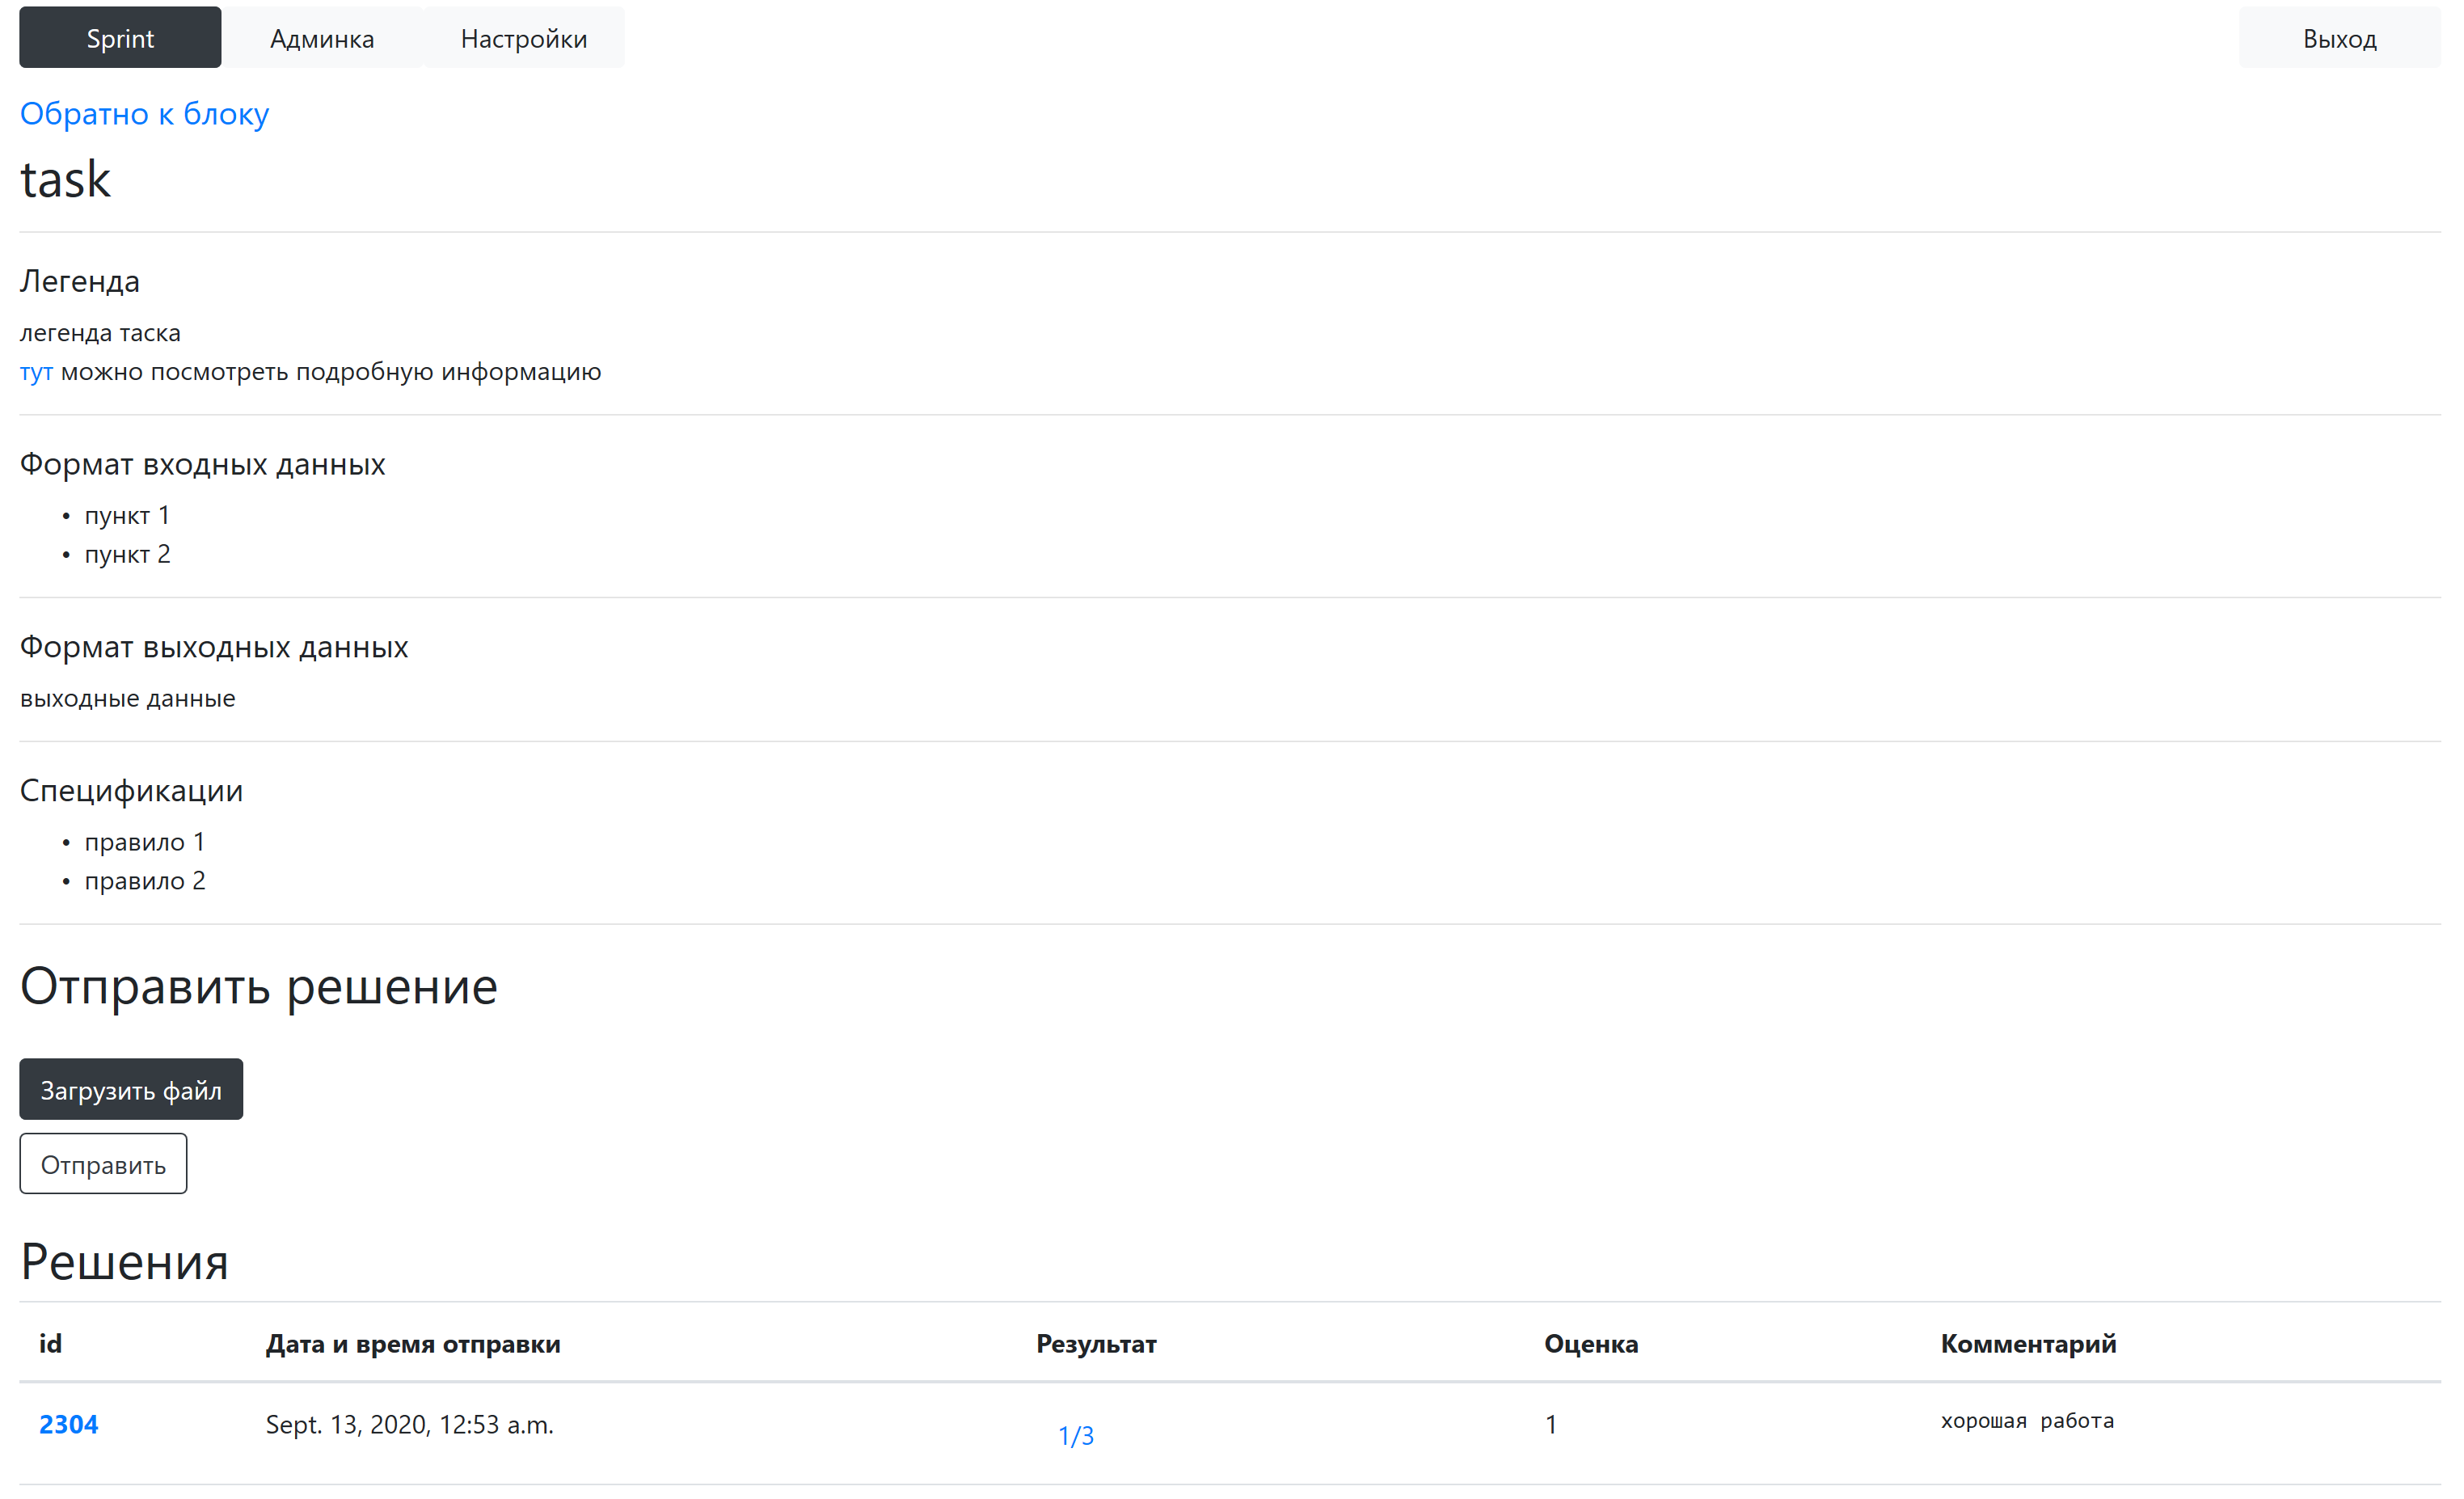 Sprint Админка Настройки Выход
Обратно к блоку
task
Легенда
легенда таска
тут можно посмотреть подробную информацию
Формат входных данных
• пункт 1
• пункт 2
Формат выходных данных
выходные данные
Спецификации
• правило 1
• правило 2
Отправить решение
Загрузить файл
Отправить
Решения
id Дата и время отправки Результат Оценка Комментарий
2304 Sept. 13, 2020, 12:53 a.m. 1/3 1 хорошая работа